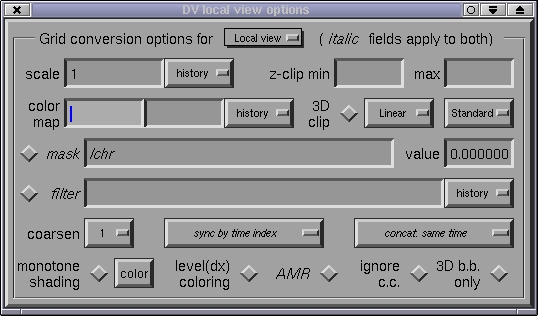 DV local view options
Grid conversion options for Local view ( italic fields apply to both)
scale 1 history z-clip min max
color map history 3D clip Linear Standard
mask lchr value 0.000000
filter history
coarsen 1 sync by time index concat. same time
monotone shading color level(dx) coloring AMR ignore c.c. 3D b.b. only